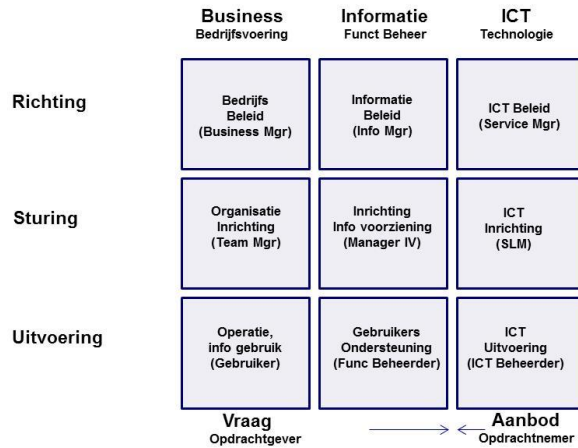 Business
Bedrijfsvoering
Informatie
Funct Beheer
ICT
Technologie
Richting
Bedrijfs
Beleid
(Business Mgr)
Informatie
Beleid
(Info Mgr)
ICT Beleid
(Service Mgr)
Sturing
Organisatie
Inrichting
(Team Mgr)
Inrichting
Info voorziening
(Manager IV)
ICT
Inrichting
(SLM)
Uitvoering
Operatie,
info gebruik
(Gebruiker)
Gebruikers
Ondersteuning
(Func Beheerder)
ICT
Uitvoering
(ICT Beheerder)
Vraag
Opdrachtgever
Aanbod
Opdrachtnemer